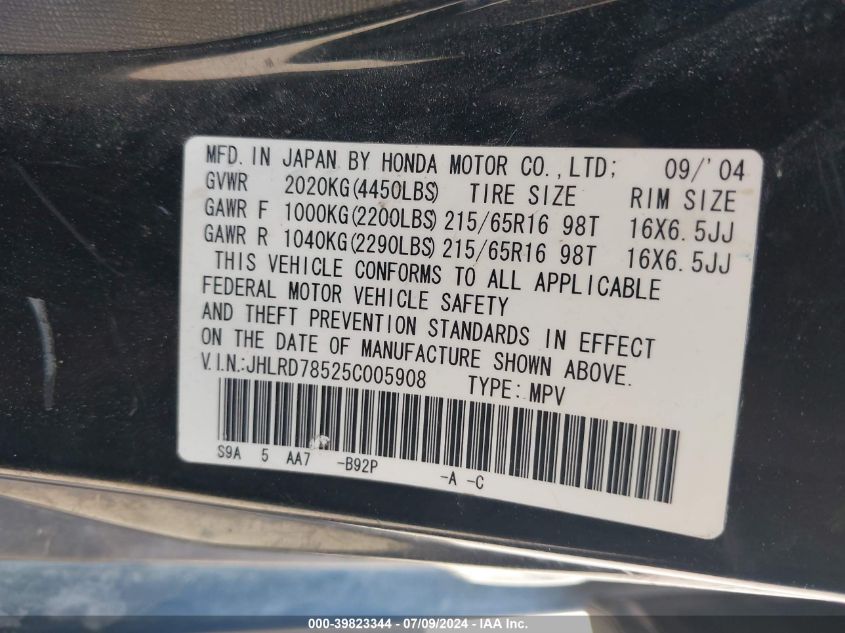 MFD. IN JAPAN BY HONDA MOTOR CO., LTD; 09/'04
GVWR 2020KG(4450LBS) TIRE SIZE RIM SIZE
GAWR F 1000KG(2200LBS) 215/65R16 98T 16X6.5JJ
GAWR R 1040KG(2290LBS) 215/65R16 98T 16X6.5JJ
THIS VEHICLE CONFORMS TO ALL APPLICABLE
FEDERAL MOTOR VEHICLE SAFETY
AND THEFT PREVENTION STANDARDS IN EFFECT
ON THE DATE OF MANUFACTURE SHOWN ABOVE.
V.I.N.:JHLRD78525C005908 TYPE: MPV
S9A 5 AA7 -B92P -A -C
000-39823344 / 07/09/2024 - IAA Inc.